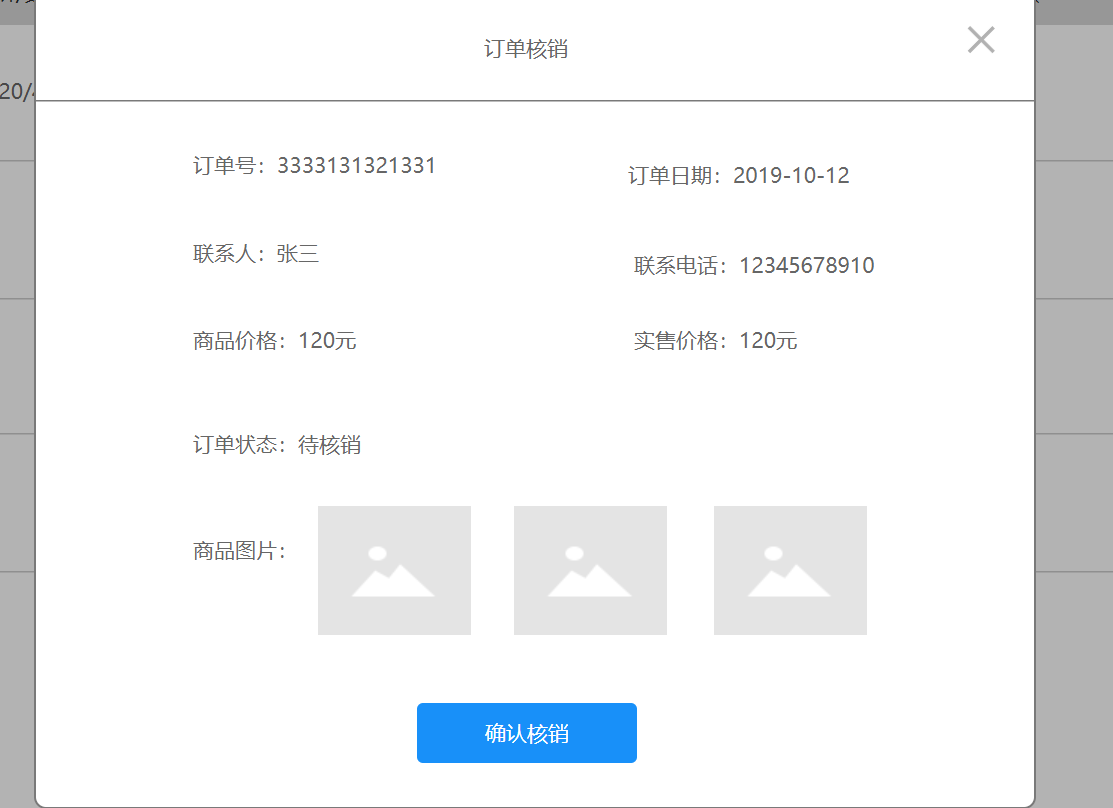 订单核销
20/
订单号：3333131321331
订单日期：2019-10-12
联系人：张三
联系电话：12345678910
商品价格：120元
实售价格：120元
订单状态：待核销
商品图片：
确认核销